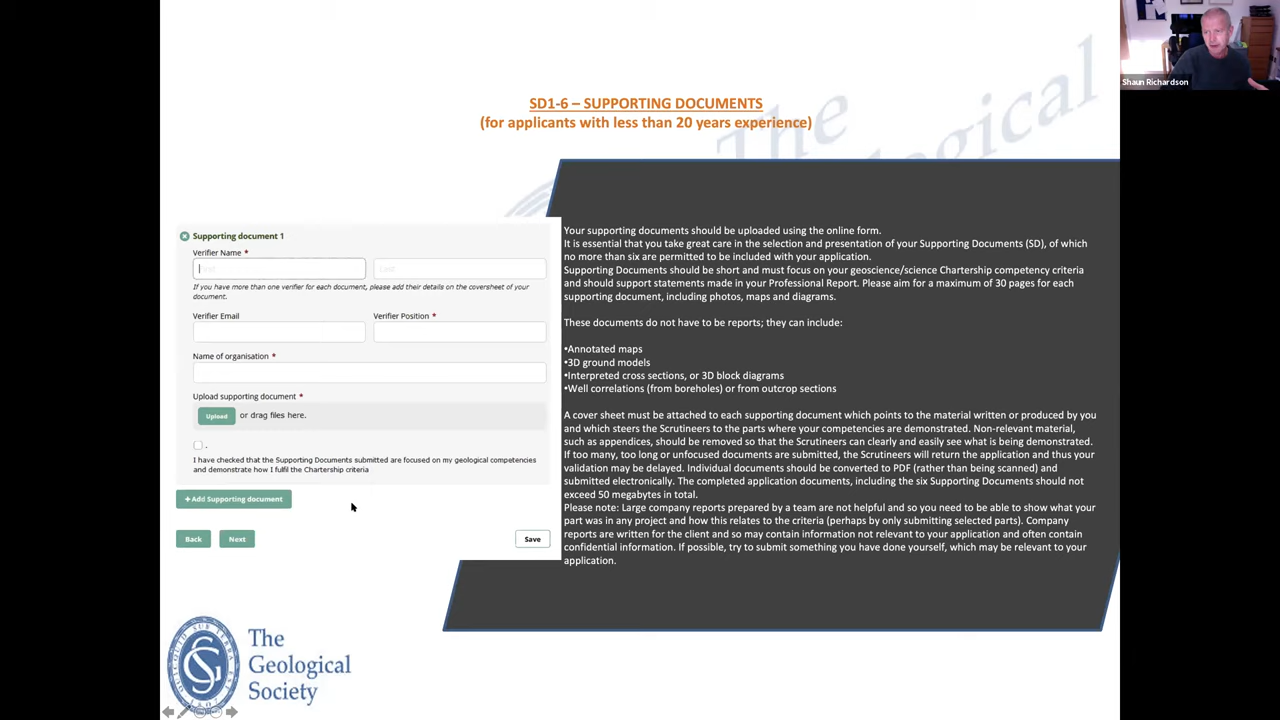 Shaun Richardson
SD1-6 – SUPPORTING DOCUMENTS
(for applicants with less than 20 years experience)
The
Supporting document 1
Verifier Name *
First
Last
If you have more than one verifier for each document, please add their details on the coversheet of your
document.
Verifier Email
Verifier Position *
Name of organisation *
Upload supporting document *
Upload or drag files here.
.
I have checked that the Supporting Documents submitted are focused on my geological competencies
and demonstrate how I fulfil the Chartership criteria
+Add Supporting document
Back
Next
Save
Your supporting documents should be uploaded using the online form.
It is essential that you take great care in the selection and presentation of your Supporting Documents (SD), of which
no more than six are permitted to be included with your application.
Supporting Documents should be short and must focus on your geoscience/science Chartership competency criteria
and should support statements made in your Professional Report. Please aim for a maximum of 30 pages for each
supporting document, including photos, maps and diagrams.
These documents do not have to be reports; they can include:
•Annotated maps
•3D ground models
•Interpreted cross sections, or 3D block diagrams
•Well correlations (from boreholes) or from outcrop sections
A cover sheet must be attached to each supporting document which points to the material written or produced by you
and which steers the Scrutineers to the parts where your competencies are demonstrated. Non-relevant material,
such as appendices, should be removed so that the Scrutineers can clearly and easily see what is being demonstrated.
If too many, too long or unfocused documents are submitted, the Scrutineers will return the application and thus your
validation may be delayed. Individual documents should be converted to PDF (rather than being scanned) and
submitted electronically. The completed application documents, including the six Supporting Documents should not
exceed 50 megabytes in total.
Please note: Large company reports prepared by a team are not helpful and so you need to be able to show what your
part was in any project and how this relates to the criteria (perhaps by only submitting selected parts). Company
reports are written for the client and so may contain information not relevant to your application and often contain
confidential information. If possible, try to submit something you have done yourself, which may be relevant to your
application.
The
Geological
Society